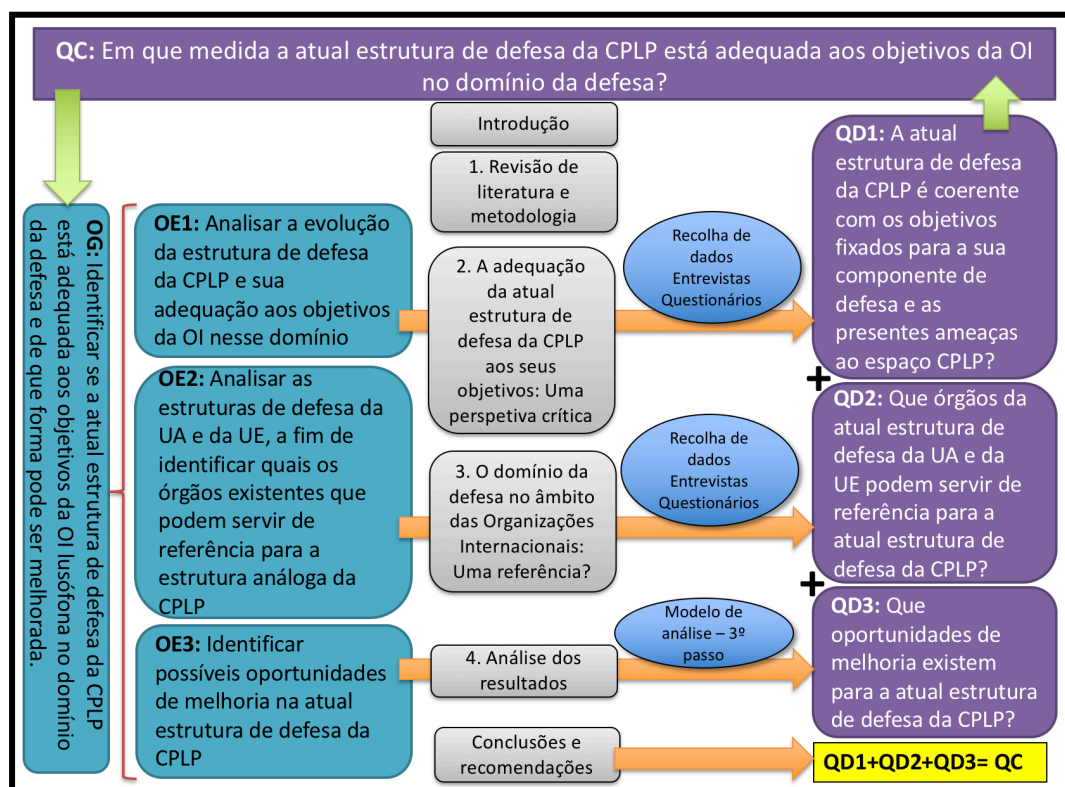 QC: Em que medida a atual estrutura de defesa da CPLP está adequada aos objetivos da OI
no domínio da defesa?
OG: Identificar se a atual estrutura de defesa da CPLP
está adequada aos objetivos da OI lusófona no domínio
da defesa e de que forma pode ser melhorada.
OE1: Analisar a evolução
da estrutura de defesa
da CPLP e sua
adequação aos objetivos
da OI nesse domínio
OE2: Analisar as
estruturas de defesa da
UA e da UE, a fim de
identificar quais os
órgãos existentes que
podem servir de
referência para a
estrutura análoga da
CPLP
OE3: Identificar
possíveis oportunidades
de melhoria na atual
estrutura de defesa da
CPLP
Introdução
1. Revisão de
literatura e
metodologia
2. A adequação
da atual
estrutura de
defesa da CPLP
aos seus
objetivos: Uma
perspetiva crítica
3. O domínio da
defesa no âmbito
das Organizações
Internacionais:
Uma referência?
4. Análise dos
resultados
Conclusões e
recomendações
Recolha de
dados
Entrevistas
Questionários
Recolha de
dados
Entrevistas
Questionários
Modelo de
análise – 3º
passo
QD1: A atual
estrutura de defesa
da CPLP é coerente
com os objetivos
fixados para a sua
componente de
defesa e as
presentes ameaças
ao espaço CPLP?
+
QD2: Que órgãos da
atual estrutura de
defesa da UA e da
UE podem servir de
referência para a
atual estrutura de
defesa da CPLP?
+
QD3: Que
oportunidades de
melhoria existem
para a atual estrutura
de defesa da CPLP?
QD1+QD2+QD3= QC